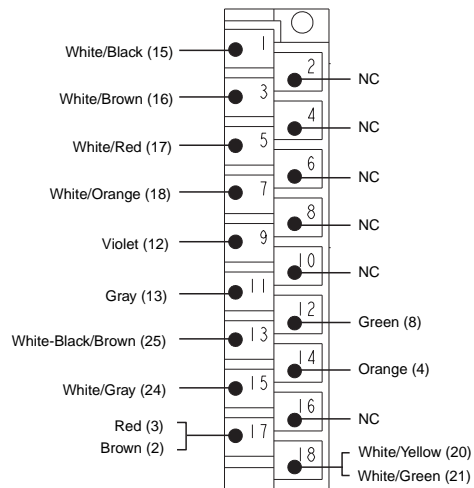 White/Black (15)
1
2
NC
White/Brown (16)
3
4
NC
White/Red (17)
5
6
NC
White/Orange (18)
7
8
NC
Violet (12)
9
10
NC
Gray (13)
11
12
Green (8)
White-Black/Brown (25)
13
14
Orange (4)
White/Gray (24)
15
16
NC
Red (3)
Brown (2)
17
18
White/Yellow (20)
White/Green (21)